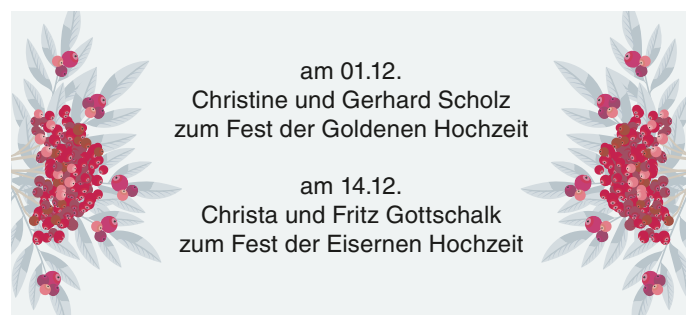 am 01.12.
Christine und Gerhard Scholz
zum Fest der Goldenen Hochzeit
am 14.12.
Christa und Fritz Gottschalk
zum Fest der Eisernen Hochzeit